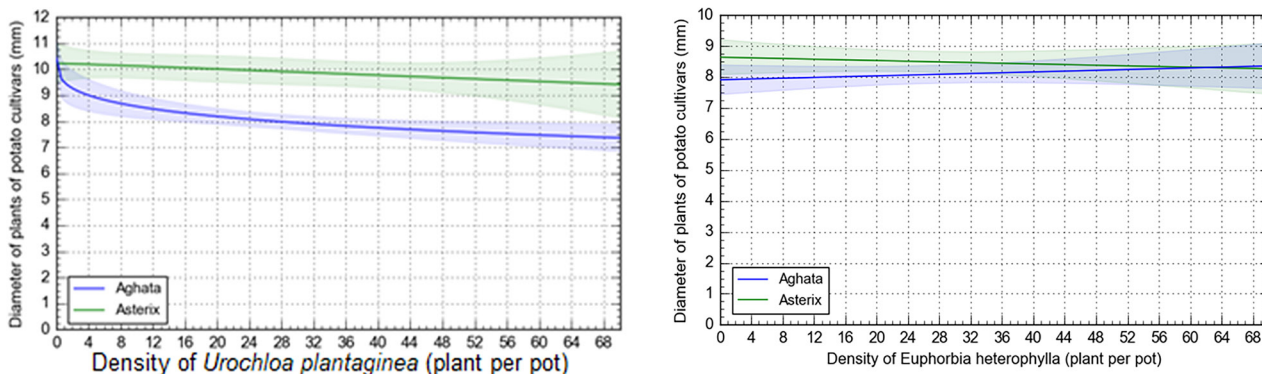 Diameter of plants of potato cultivars (mm)
12
11
10
9
8
7
6
5
4
3
2
1
0
Aghata
Asterix
0 4 8 12 16 20 24 28 32 36 40 44 48 52 56 60 64 68
Density of Urochloa plantaginea (plant per pot)
Diameter of plants of potato cultivars (mm)
10
9
8
7
6
5
4
3
2
1
0
Aghata
Asterix
0 4 8 12 16 20 24 28 32 36 40 44 48 52 56 60 64 68
Density of Euphorbia heterophylla (plant per pot)